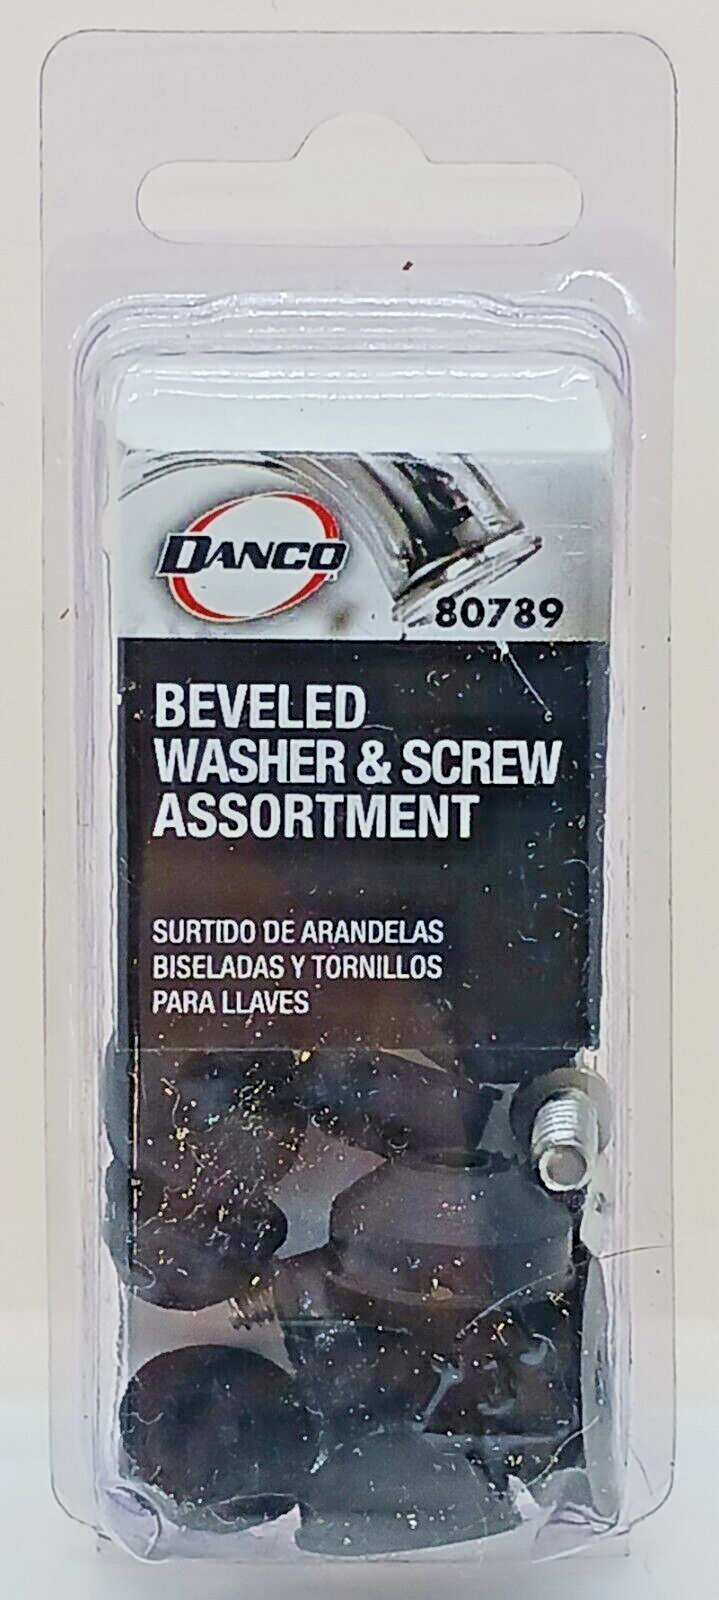 DANCO
80789
BEVELED
WASHER & SCREW
ASSORTMENT
SURTIDO DE ARANDELAS
BISELADAS Y TORNILLOS
PARA LLAVES